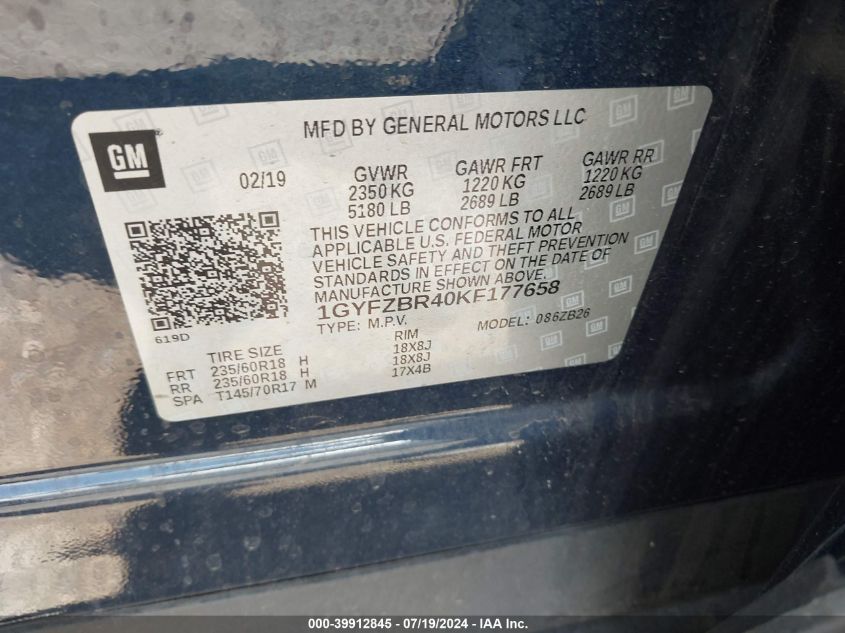 GM
MFD BY GENERAL MOTORS LLC
02/19
GVWR GAWR FRT GAWR RR
2350 KG 1220 KG 1220 KG
5180 LB 2689 LB 2689 LB
THIS VEHICLE CONFORMS TO ALL
APPLICABLE U.S. FEDERAL MOTOR
VEHICLE SAFETY AND THEFT PREVENTION
STANDARDS IN EFFECT ON THE DATE OF
MANUFACTURE SHOWN ABOVE.
1GYFZBR40KF177658
TYPE: M.P.V. MODEL: 086ZB26
619D
TIRE SIZE RIM
FRT 235/60R18 H 18X8J
RR 235/60R18 H 18X8J
SPA T145/70R17 M 17X4B
000-39912845 - 07/19/2024 - IAA Inc.